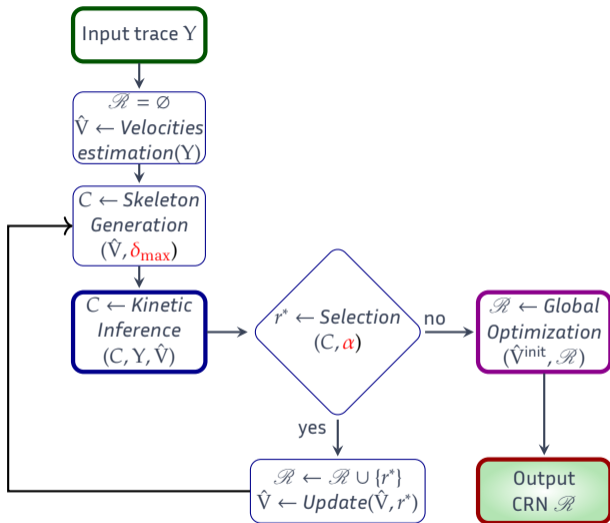 Input trace Y
ℛ = ∅
V̂ ← Velocities
estimation(Y)
C ← Skeleton
Generation
(V̂, δmax)
C ← Kinetic
Inference
(C, Y, V̂)
r* ← Selection
(C, α)
no
ℛ ← Global
Optimization
(V̂init, ℛ)
yes
ℛ ← ℛ ∪ {r*}
V̂ ← Update(V̂, r*)
Output
CRN ℛ